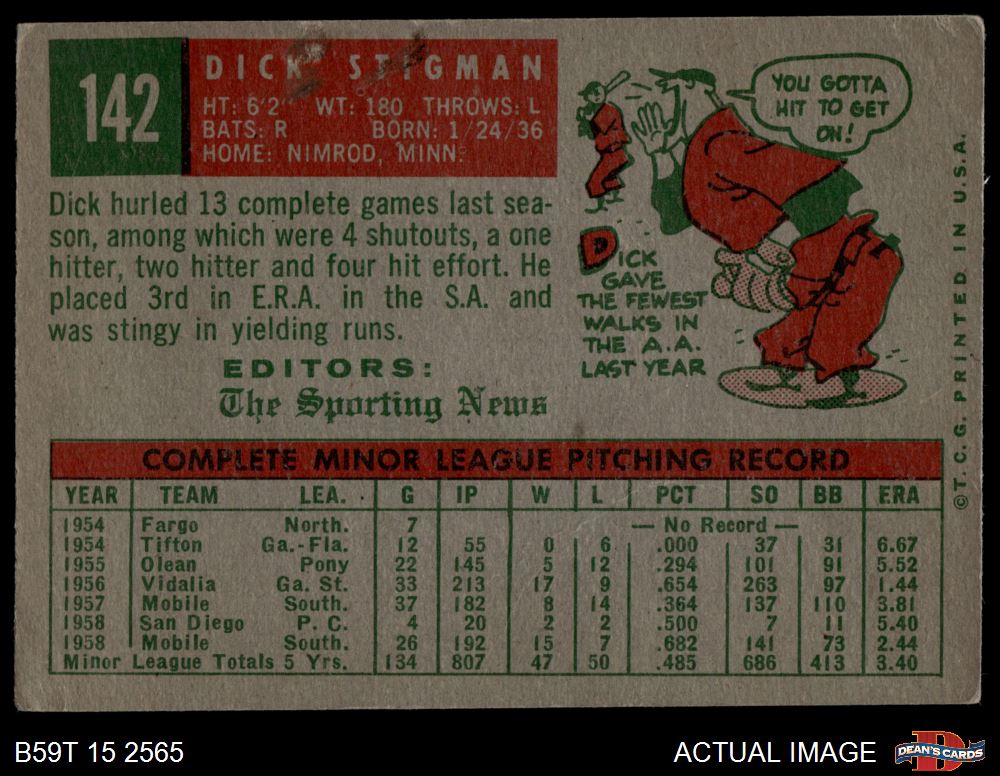 142
DICK STIGMAN
HT: 6'2" WT: 180 THROWS: L
BATS: R BORN: 1/24/36
HOME: NIMROD, MINN.
Dick hurled 13 complete games last sea-
son, among which were 4 shutouts, a one
hitter, two hitter and four hit effort. He
placed 3rd in E.R.A. in the S.A. and
was stingy in yielding runs.
EDITORS:
The Sporting News
YOU GOTTA
HIT TO GET
ON!
DICK
GAVE
THE FEWEST
WALKS IN
THE A.A.
LAST YEAR
©T.C.G. PRINTED IN U.S.A.
COMPLETE MINOR LEAGUE PITCHING RECORD
YEAR TEAM LEA. G IP W L PCT SO BB ERA
1954 Fargo North. 7 — No Record —
1954 Tifton Ga.-Fla. 12 55 0 6 .000 37 31 6.67
1955 Olean Pony 22 145 5 12 .294 101 91 5.52
1956 Vidalia Ga. St. 33 213 17 9 .654 263 97 1.44
1957 Mobile South. 37 182 8 14 .364 137 110 3.81
1958 San Diego P. C. 4 20 2 2 .500 7 11 5.40
1958 Mobile South. 26 192 15 7 .682 141 73 2.44
Minor League Totals 5 Yrs. 134 807 47 50 .485 686 413 3.40
B59T 15 2565
ACTUAL IMAGE
DEAN'S CARDS